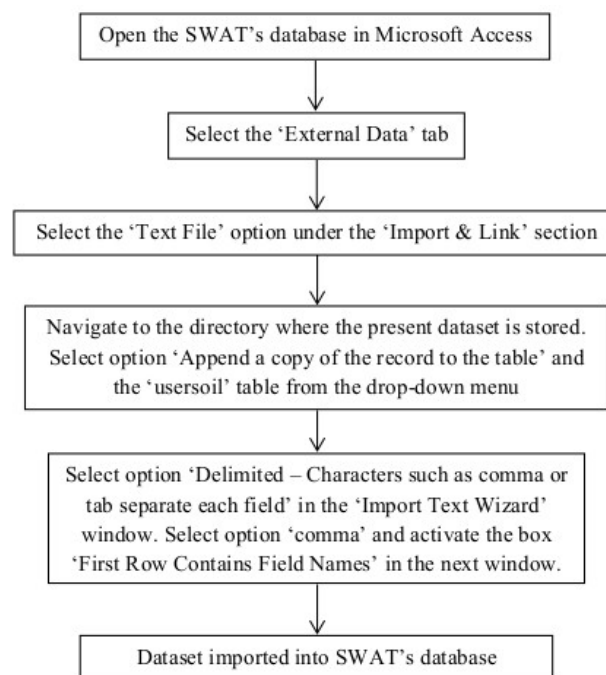 Open the SWAT’s database in Microsoft Access
Select the ‘External Data’ tab
Select the ‘Text File’ option under the ‘Import & Link’ section
Navigate to the directory where the present dataset is stored.
Select option ‘Append a copy of the record to the table’ and
the ‘usersoil’ table from the drop-down menu
Select option ‘Delimited – Characters such as comma or
tab separate each field’ in the ‘Import Text Wizard’
window. Select option ‘comma’ and activate the box
‘First Row Contains Field Names’ in the next window.
Dataset imported into SWAT’s database